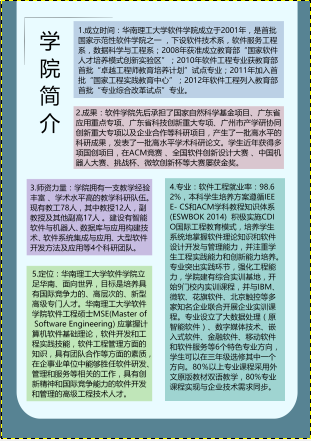 学院简介
1.成立时间：华南理工大学软件学院成立于2001年，是首批
国家示范性软件学院之一 ，下设软件技术系，软件服务工程
系，数据科学与工程系；2008年获准成立教育部“国家软件
人才培养模式创新实验区”； 2010年软件工程专业获教育部
首批“卓越工程师教育培养计划”试点专业；2011年加入首
批“国家工程实践教育中心”；2012年软件工程列入教育部
首批“专业综合改革试点”专业。
2.成果：软件学院先后承担了国家自然科学基金项目、广东省
应用重点专项、广东省科技创新重大专项、广州市产学研协同
创新重大专项以及企业合作等科研项目，产生了一批高水平的
科研成果，发表了一批高水平学术科研论文。学生近年获得多
项国创项目，在ACM竞赛 、全国软件创新设计大赛 、中国机
器人大赛、挑战杯、微软创新杯等大赛屡获金奖。
3.师资力量：学院拥有一支教学经验
丰富 、学术水平高的教学科研队伍。
现有教工78人，其中教授12人，副
教授及其他副高17人 。建设有智能
软件与机器人、数据库与应用构建技
术、软件系统集成与应用、大型软件
开发方法及应用等4个科研团队。
4.专业：软件工程就业率：98.6
2%，本科学生培养方案遵循IEE
E- CS和ACM学科教程知识体系
(ESWBOK 2014) 积极实施CDI
O国际工程教育模式，培养学生
系统地掌握软件理论知识和软件
设计开发与管理能力，并注重学
生工程实践能力和创新能力培养。
专业突出实践环节，强化工程能
力，学院建有综合实训基地，开
始专门校内实训课程，并与IBM、
微软、花旗软件、北京触控等多
家知名企业联合开展企业实训课
程。专业设立了大数据处理（原
智能软件）、数字媒体技术、嵌
入式软件、金融软件、移动软件
和软件服务等6个特色专业方向，
学生可以在三年级选修其中一个
方向。80%以上专业课程采用外
文原版教材双语教学，80%专业
课程实现与企业技术需求同步。
5.定位：华南理工大学软件学院立
足华南、面向世界，目标是培养具
有国际竞争力的、高层次的、新型
高级专门人才。华南理工大学软件
学院软件工程硕士MSE(Master of
Software Engineering) 应掌握计
算机软件基础理论，软件开发和工
程实践技能，软件工程管理方面的
知识，具有团队合作等方面的素质，
在企事业单位中能够胜任软件研发、
管理和服务等相关的工作，具有创
新精神和国际竞争能力的软件开发
和管理的高级工程技术人才。